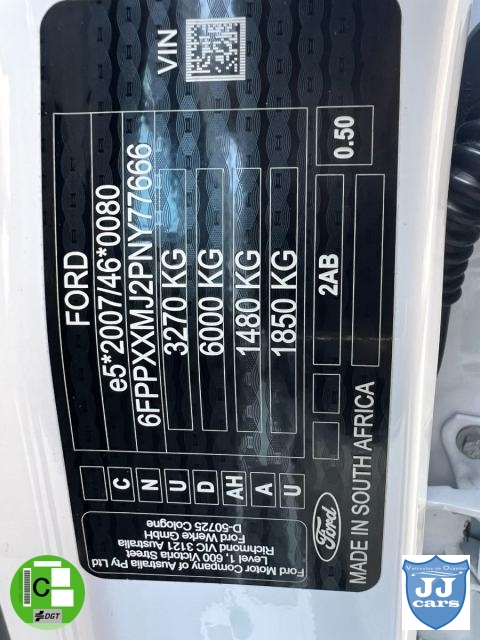 FORD
e5*2007/46*0080
6FPPXXMJ2PNY77666
VIN
3270 KG
6000 KG
1480 KG
1850 KG
2AB
0.50
C
N
U
D
AH
A
U
MADE IN SOUTH AFRICA
Ford
Ford Motor Company
of Australia Pty Ltd
Level 1, 600 Victoria Street
Richmond VIC 3121 Australia
Ford Werke GmbH
D-50725 Cologne
C
DGT
JJ
cars